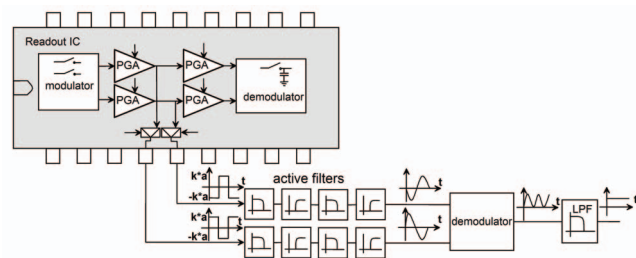 Readout IC
PGA
PGA
modulator
demodulator
PGA
PGA
k*a
t
active filters
t
-k*a
k*a
t
demodulator
t
LPF
t
t
-k*a